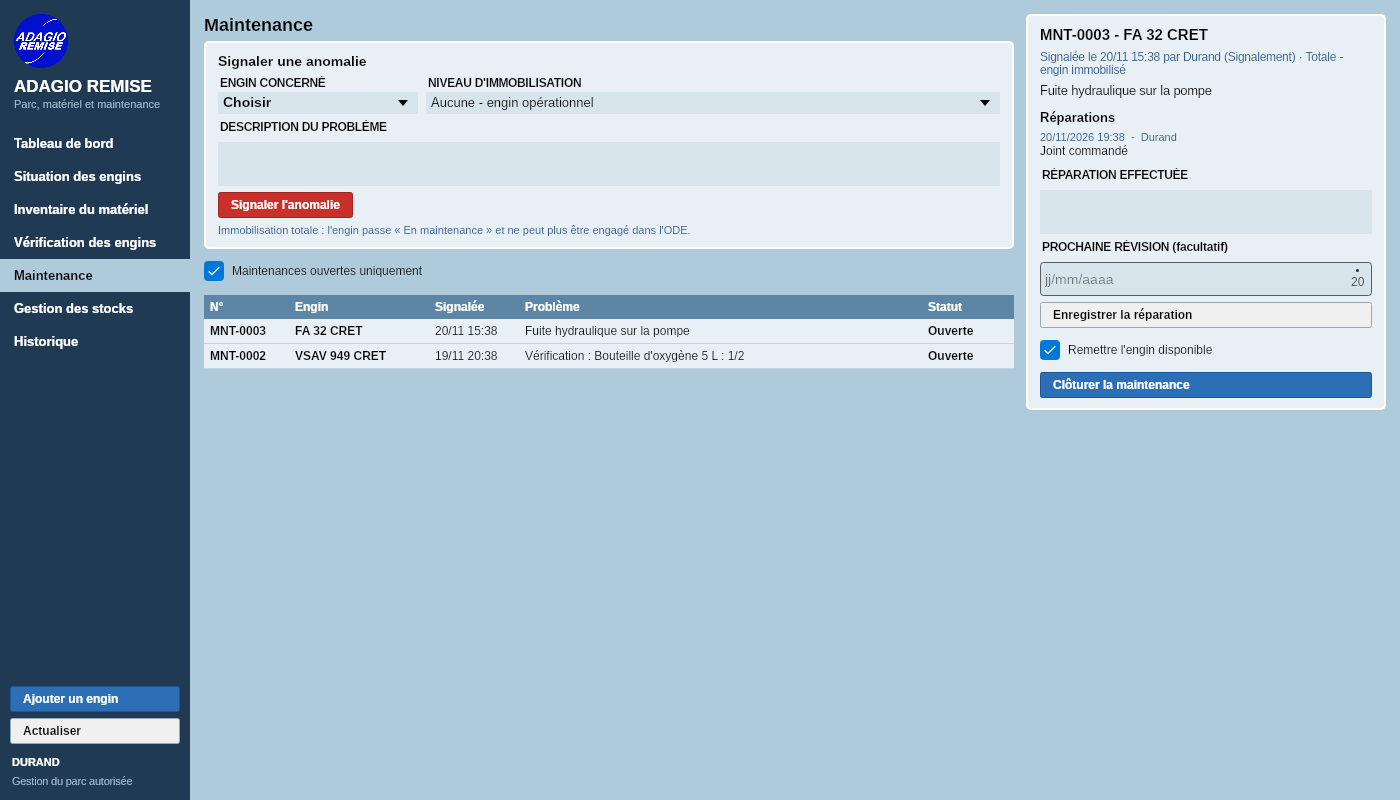 ADAGIO
REMISE
ADAGIO REMISE
Parc, matériel et maintenance
Tableau de bord
Situation des engins
Inventaire du matériel
Vérification des engins
Maintenance
Gestion des stocks
Historique
Ajouter un engin
Actualiser
DURAND
Gestion du parc autorisée
Maintenance
Signaler une anomalie
ENGIN CONCERNÉ
NIVEAU D'IMMOBILISATION
Choisir
Aucune - engin opérationnel
DESCRIPTION DU PROBLÈME
Signaler l'anomalie
Immobilisation totale : l'engin passe « En maintenance » et ne peut plus être engagé dans l'ODE.
Maintenances ouvertes uniquement
N° Engin Signalée Problème Statut
MNT-0003 FA 32 CRET 20/11 15:38 Fuite hydraulique sur la pompe Ouverte
MNT-0002 VSAV 949 CRET 19/11 20:38 Vérification : Bouteille d'oxygène 5 L : 1/2 Ouverte
MNT-0003 - FA 32 CRET
Signalée le 20/11 15:38 par Durand (Signalement) · Totale -
engin immobilisé
Fuite hydraulique sur la pompe
Réparations
20/11/2026 19:38 - Durand
Joint commandé
RÉPARATION EFFECTUÉE
PROCHAINE RÉVISION (facultatif)
jj/mm/aaaa
20
Enregistrer la réparation
Remettre l'engin disponible
Clôturer la maintenance